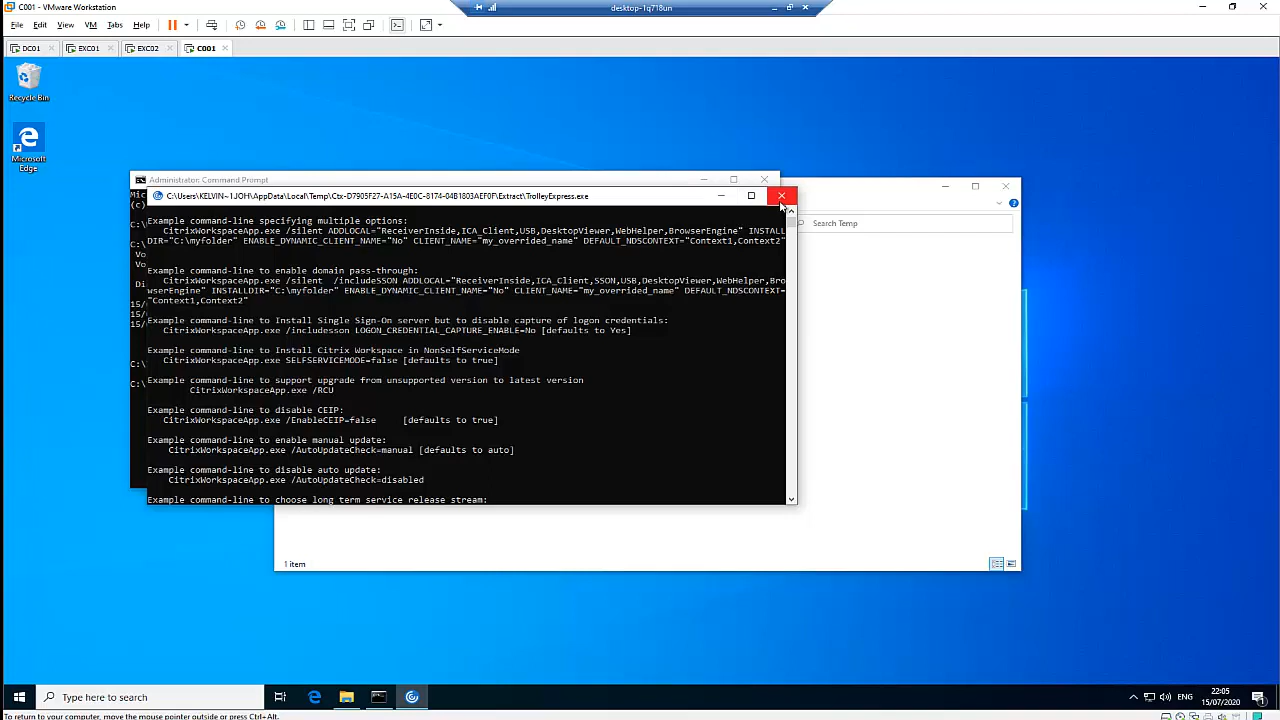 C001 - VMware Workstation
desktop-1q718un
File Edit View VM Tabs Help
DC01 EXC01 EXC02 C001
Recycle Bin
Microsoft
Edge
Administrator: Command Prompt
C:\Users\KELVIN~1.JOH\AppData\Local\Temp\Ctx-D7905F27-A15A-4E0C-8174-04B1803AEF0F\Extract\TrolleyExpress.exe
Mic
(c)
C:\
C:\
Vo
Vo
Di
15/
15/
15/
C:\
C:\
Search Temp
Example command-line specifying multiple options:
CitrixWorkspaceApp.exe /silent ADDLOCAL="ReceiverInside,ICA_Client,USB,DesktopViewer,WebHelper,BrowserEngine" INSTALL
DIR="C:\myfolder" ENABLE_DYNAMIC_CLIENT_NAME="No" CLIENT_NAME="my_overrided_name" DEFAULT_NDSCONTEXT="Context1,Context2"
Example command-line to enable domain pass-through:
CitrixWorkspaceApp.exe /silent /includeSSON ADDLOCAL="ReceiverInside,ICA_Client,SSON,USB,DesktopViewer,WebHelper,Bro
wserEngine" INSTALLDIR="C:\myfolder" ENABLE_DYNAMIC_CLIENT_NAME="No" CLIENT_NAME="my_overrided_name" DEFAULT_NDSCONTEXT=
"Context1,Context2"
Example command-line to Install Single Sign-On server but to disable capture of logon credentials:
CitrixWorkspaceApp.exe /includesson LOGON_CREDENTIAL_CAPTURE_ENABLE=No [defaults to Yes]
Example command-line to Install Citrix Workspace in NonSelfServiceMode
CitrixWorkspaceApp.exe SELFSERVICEMODE=false [defaults to true]
Example command-line to support upgrade from unsupported version to latest version
CitrixWorkspaceApp.exe /RCU
Example command-line to disable CEIP:
CitrixWorkspaceApp.exe /EnableCEIP=false [defaults to true]
Example command-line to enable manual update:
CitrixWorkspaceApp.exe /AutoUpdateCheck=manual [defaults to auto]
Example command-line to disable auto update:
CitrixWorkspaceApp.exe /AutoUpdateCheck=disabled
Example command-line to choose long term service release stream:
1 item
Type here to search
ENG
22:05
15/07/2020
To return to your computer, move the mouse pointer outside or press Ctrl+Alt.